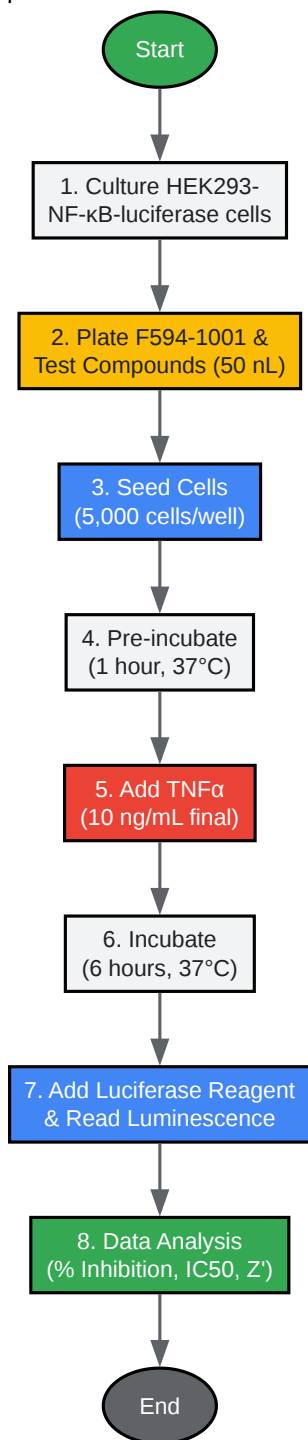 Start
1. Culture HEK293-
NF-κB-luciferase cells
2. Plate F594-1001 &
Test Compounds (50 nL)
3. Seed Cells
(5,000 cells/well)
4. Pre-incubate
(1 hour, 37°C)
5. Add TNFα
(10 ng/mL final)
6. Incubate
(6 hours, 37°C)
7. Add Luciferase Reagent
& Read Luminescence
8. Data Analysis
(% Inhibition, IC50, Z')
End